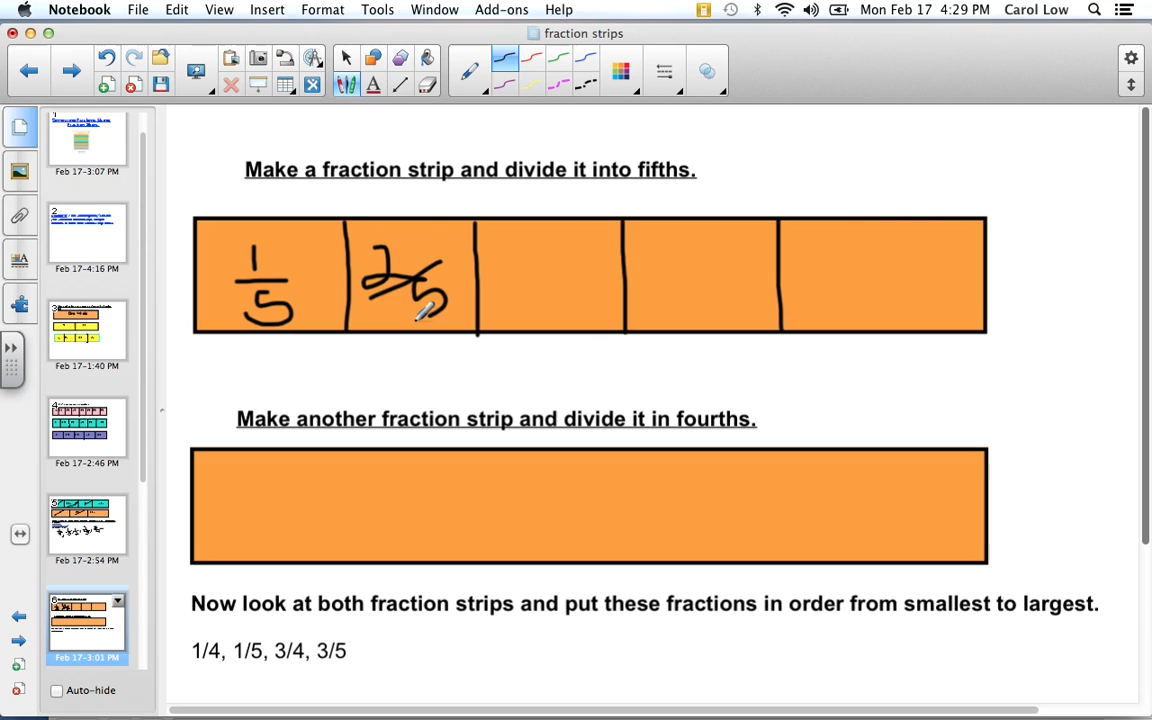 Notebook File Edit View Insert Format Tools Window Add-ons Help Mon Feb 17 4:29 PM Carol Low
fraction strips
Feb 17-3:07 PM
2
Feb 17-4:16 PM
3
Feb 17-1:40 PM
4
Feb 17-2:46 PM
5
Feb 17-2:54 PM
6
Feb 17-3:01 PM
Auto-hide
Make a fraction strip and divide it into fifths.
1/5 2/5
Make another fraction strip and divide it in fourths.
Now look at both fraction strips and put these fractions in order from smallest to largest.
1/4, 1/5, 3/4, 3/5